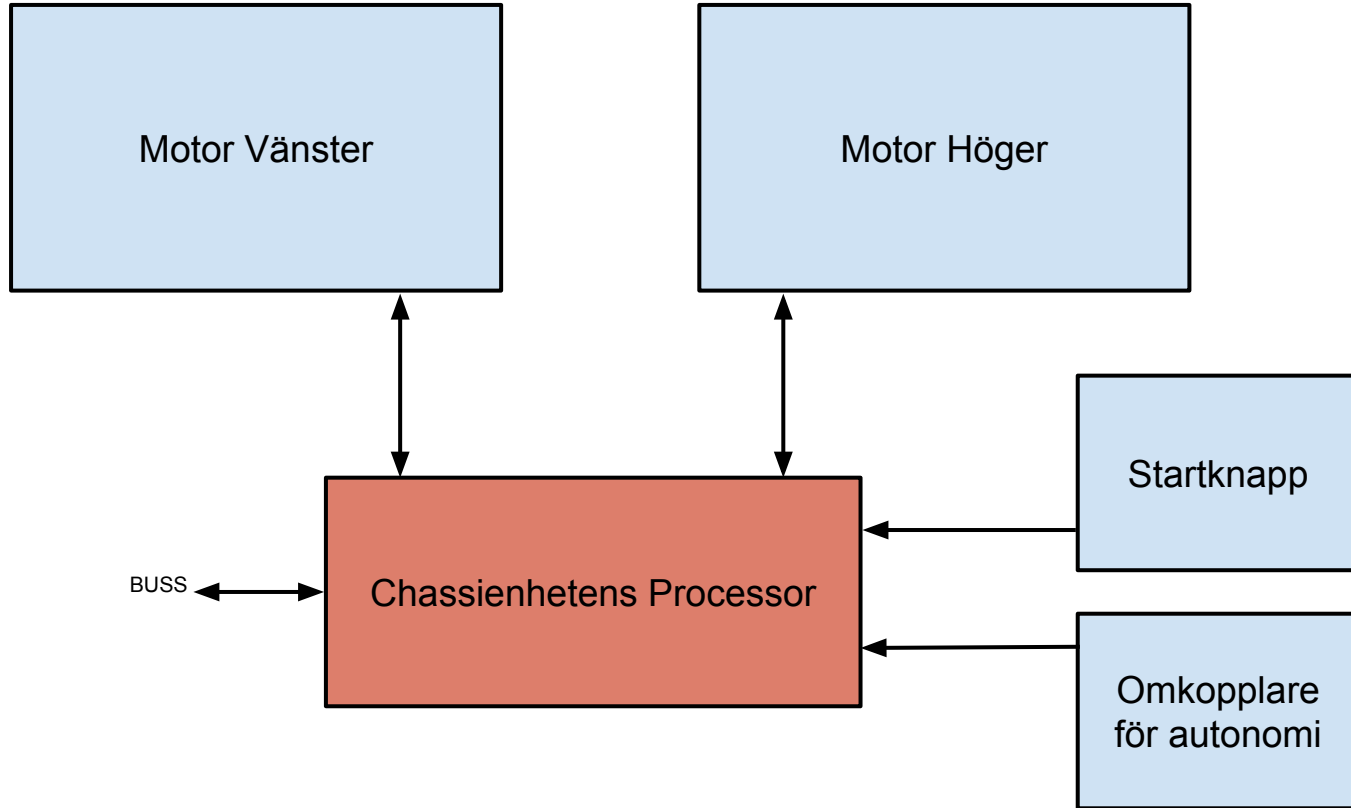 Motor Vänster
Motor Höger
Startknapp
BUSS
Chassienhetens Processor
Omkopplare
för autonomi